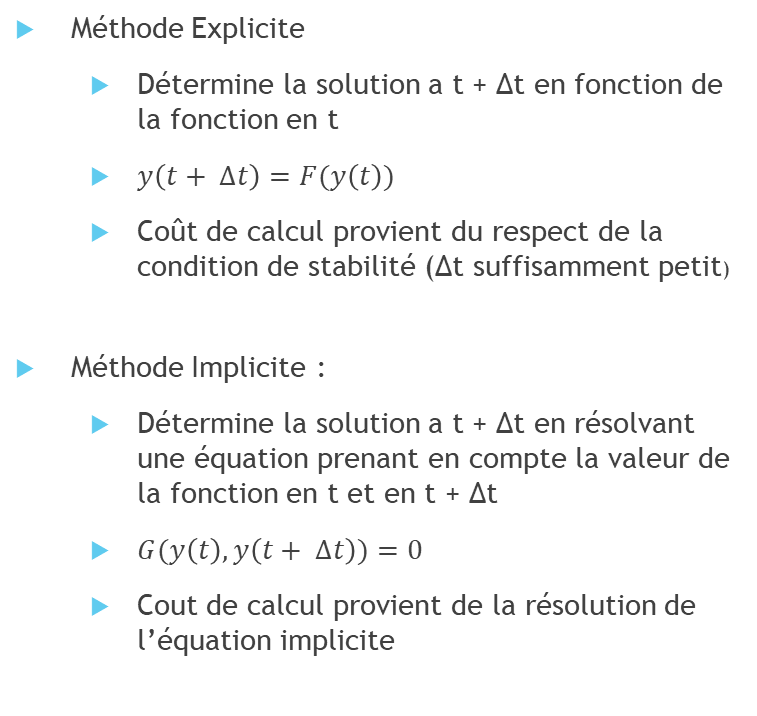 Méthode Explicite
Détermine la solution a t + Δt en fonction de
la fonction en t
y(t + Δt) = F(y(t))
Coût de calcul provient du respect de la
condition de stabilité (Δt suffisamment petit)
Méthode Implicite :
Détermine la solution a t + Δt en résolvant
une équation prenant en compte la valeur de
la fonction en t et en t + Δt
G(y(t), y(t + Δt)) = 0
Cout de calcul provient de la résolution de
l’équation implicite